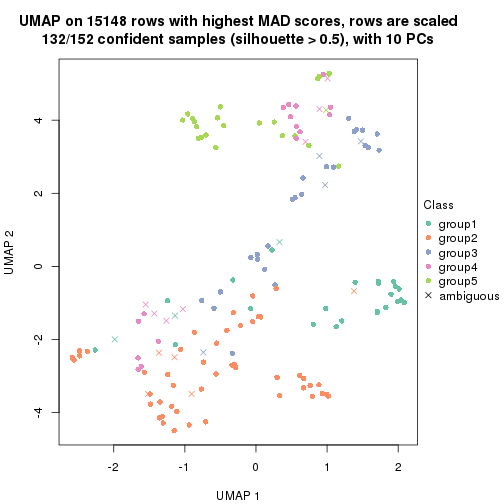 UMAP on 15148 rows with highest MAD scores, rows are scaled
132/152 confident samples (silhouette > 0.5), with 10 PCs
UMAP 2
4
2
0
-2
-4
-2
-1
0
1
2
UMAP 1
Class
group1
group2
group3
group4
group5
ambiguous